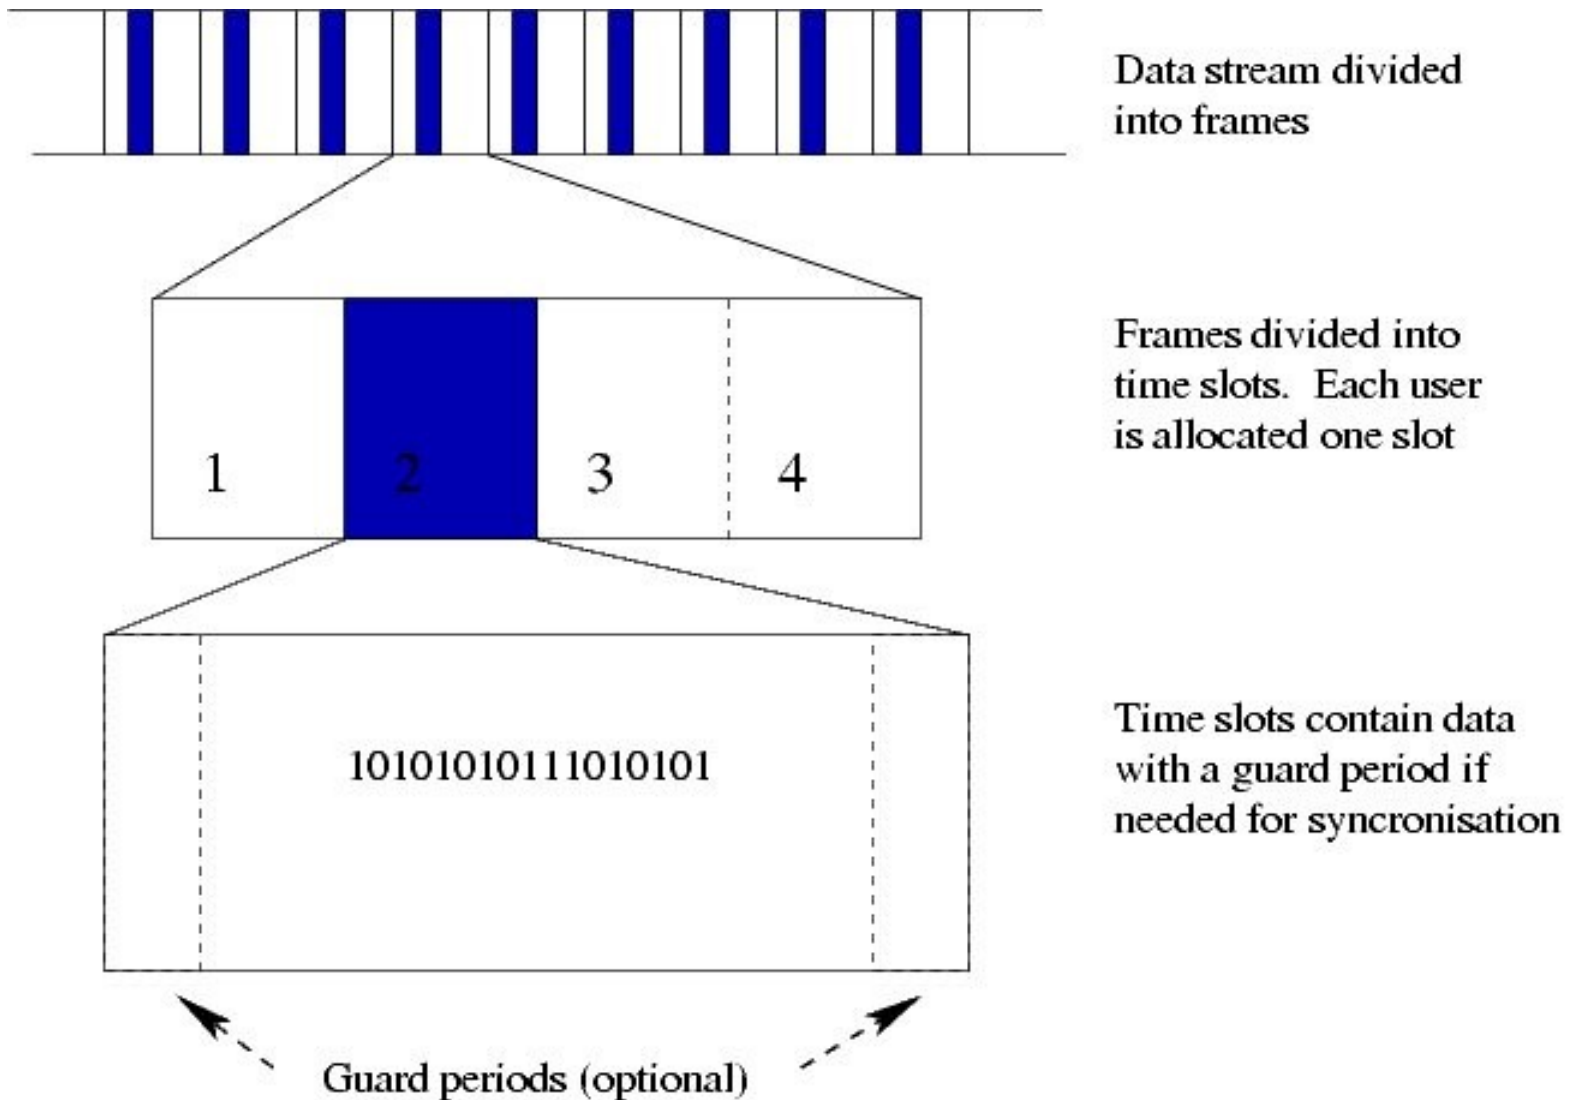 Data stream divided
into frames
Frames divided into
time slots. Each user
is allocated one slot
1 2 3 4
10101010111010101
Time slots contain data
with a guard period if
needed for syncronisation
Guard periods (optional)